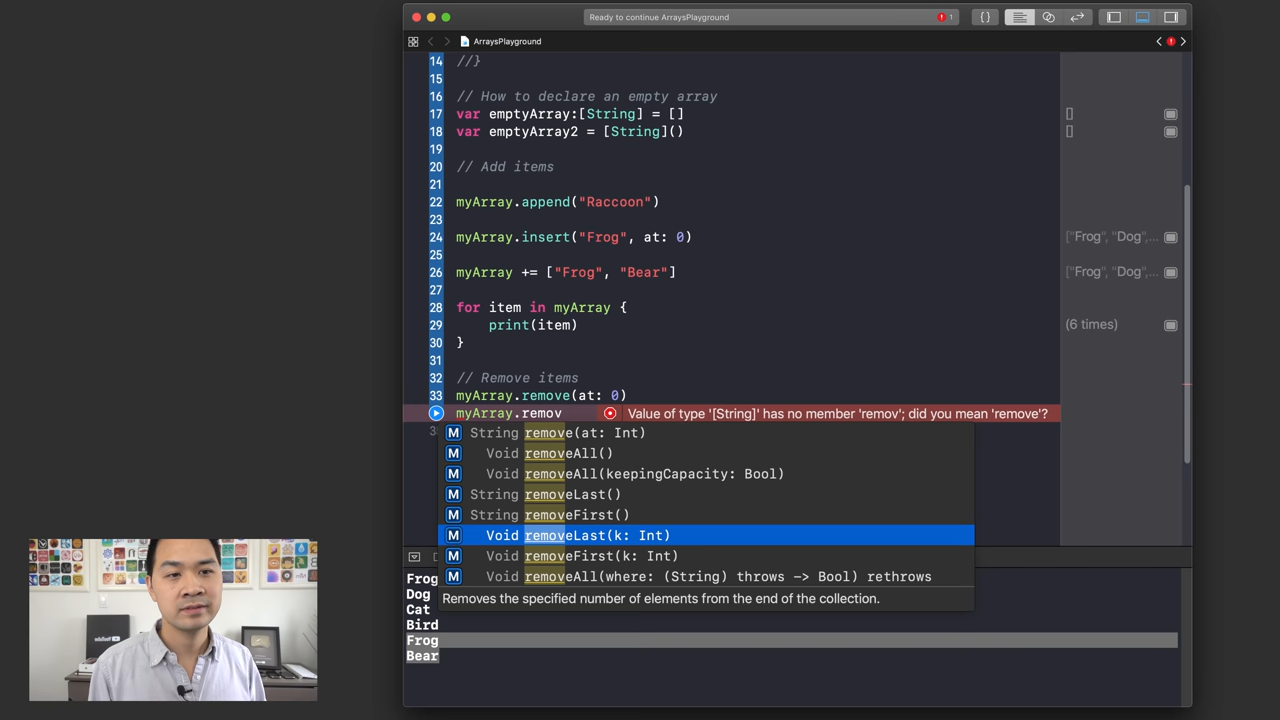 Ready to continue ArraysPlayground
1
{}
ArraysPlayground
14 //}
15
16 // How to declare an empty array
17 var emptyArray:[String] = [] []
18 var emptyArray2 = [String]() []
19
20 // Add items
21
22 myArray.append("Raccoon")
23
24 myArray.insert("Frog", at: 0) ["Frog", "Dog",...
25
26 myArray += ["Frog", "Bear"] ["Frog", "Dog",...
27
28 for item in myArray {
29 print(item) (6 times)
30 }
31
32 // Remove items
33 myArray.remove(at: 0)
myArray.remov Value of type '[String]' has no member 'remov'; did you mean 'remove'?
M String remove(at: Int)
M Void removeAll()
M Void removeAll(keepingCapacity: Bool)
M String removeLast()
M String removeFirst()
M Void removeLast(k: Int)
M Void removeFirst(k: Int)
M Void removeAll(where: (String) throws -> Bool) rethrows
Removes the specified number of elements from the end of the collection.
Frog
Dog
Cat
Bird
Frog
Bear